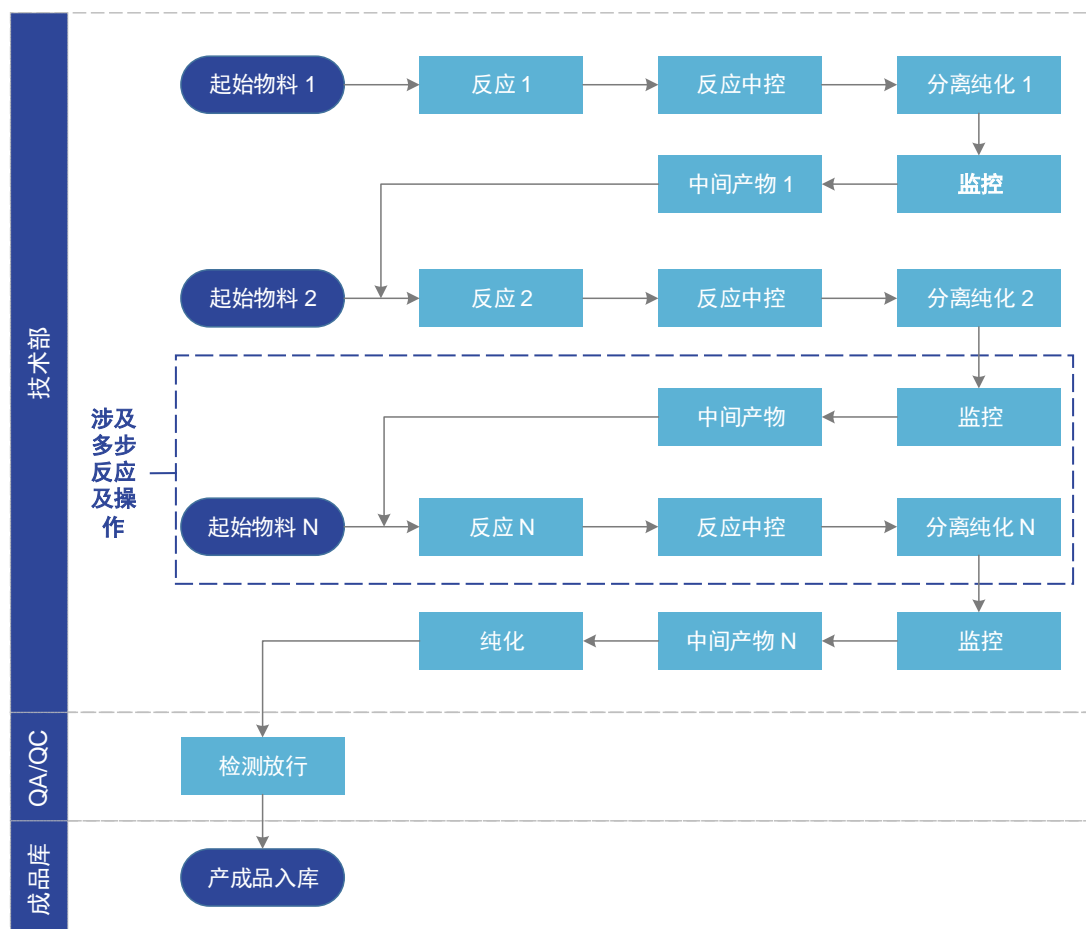 技术部
起始物料 1
反应 1
反应中控
分离纯化 1
中间产物 1
监控
起始物料 2
反应 2
反应中控
分离纯化 2
涉及
多步
反应
及操
作
中间产物
监控
起始物料 N
反应 N
反应中控
分离纯化 N
纯化
中间产物 N
监控
QA/QC
检测放行
成品库
产成品入库